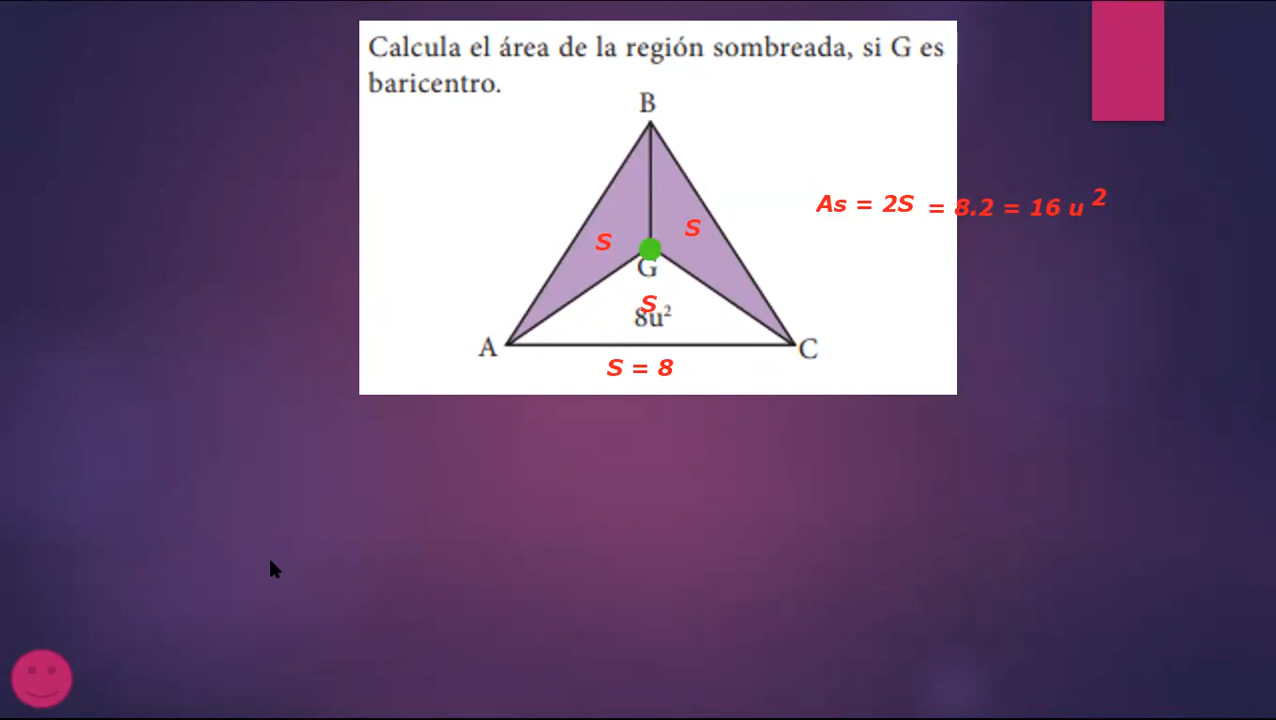 Calcula el área de la región sombreada, si G es
baricentro.
B
As = 2S = 8.2 = 16 u 2
S
S
G
S
8u²
A
C
S = 8